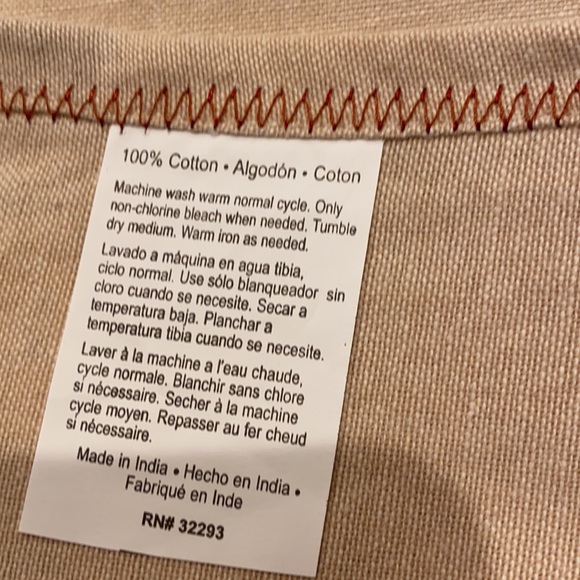 100% Cotton • Algodón • Coton
Machine wash warm normal cycle. Only
non-chlorine bleach when needed. Tumble
dry medium. Warm iron as needed.
Lavado a máquina en agua tibia,
ciclo normal. Use sólo blanqueador sin
cloro cuando se necesite. Secar a
temperatura baja. Planchar a
temperatura tibia cuando se necesite.
Laver à la machine a l'eau chaude,
cycle normale. Blanchir sans chlore
si nécessaire. Secher à la machine
cycle moyen. Repasser au fer cheud
si nécessaire.
Made in India • Hecho en India •
Fabriqué en Inde
RN# 32293